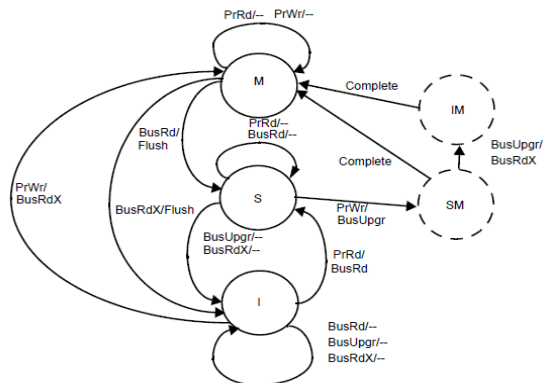 PrRd/-- PrWr/--
M
Complete
IM
BusRd/
Flush
PrRd/--
BusRd/--
BusUpgr/
BusRdX
Complete
PrWr/
BusRdX
BusRdX/Flush
S
PrWr/
BusUpgr
SM
BusUpgr/--
BusRdX/--
PrRd/
BusRd
I
BusRd/--
BusUpgr/--
BusRdX/--